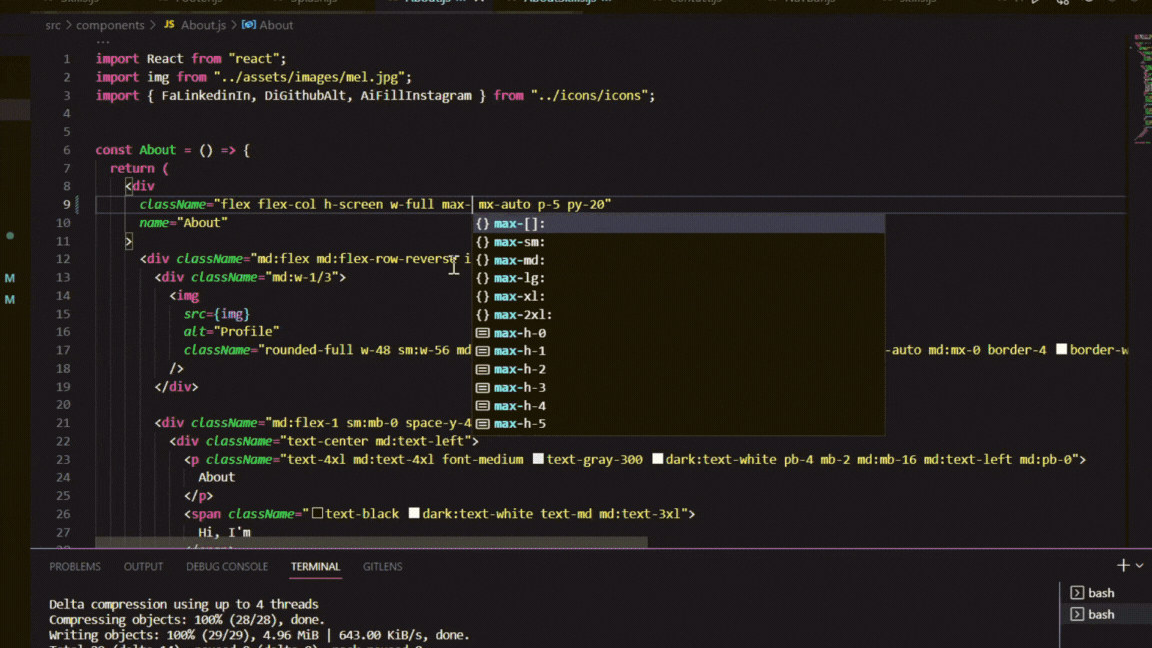 src > components > JS About.js > About
1 import React from "react";
2 import img from "../assets/images/mel.jpg";
3 import { FaLinkedinIn, DiGithubAlt, AiFillInstagram } from "../icons/icons";
4
5
6 const About = () => {
7 return (
8 <div
9 className="flex flex-col h-screen w-full max- mx-auto p-5 py-20"
10 name="About"
11 >
12 <div className="md:flex md:flex-row-reverse i
13 <div className="md:w-1/3">
14 <img
15 src={img}
16 alt="Profile"
17 className="rounded-full w-48 sm:w-56 md -auto md:mx-0 border-4 border-w
18 />
19 </div>
20
21 <div className="md:flex-1 sm:mb-0 space-y-4
22 <div className="text-center md:text-left">
23 <p className="text-4xl md:text-4xl font-medium text-gray-300 dark:text-white pb-4 mb-2 md:mb-16 md:text-left md:pb-0">
24 About
25 </p>
26 <span className="text-black dark:text-white text-md md:text-3xl">
27 Hi, I'm
{} max-[]:
{} max-sm:
{} max-md:
{} max-lg:
{} max-xl:
{} max-2xl:
max-h-0
max-h-1
max-h-2
max-h-3
max-h-4
max-h-5
M
M
PROBLEMS OUTPUT DEBUG CONSOLE TERMINAL GITLENS
Delta compression using up to 4 threads
Compressing objects: 100% (28/28), done.
Writing objects: 100% (29/29), 4.96 MiB | 643.00 KiB/s, done.
bash
bash